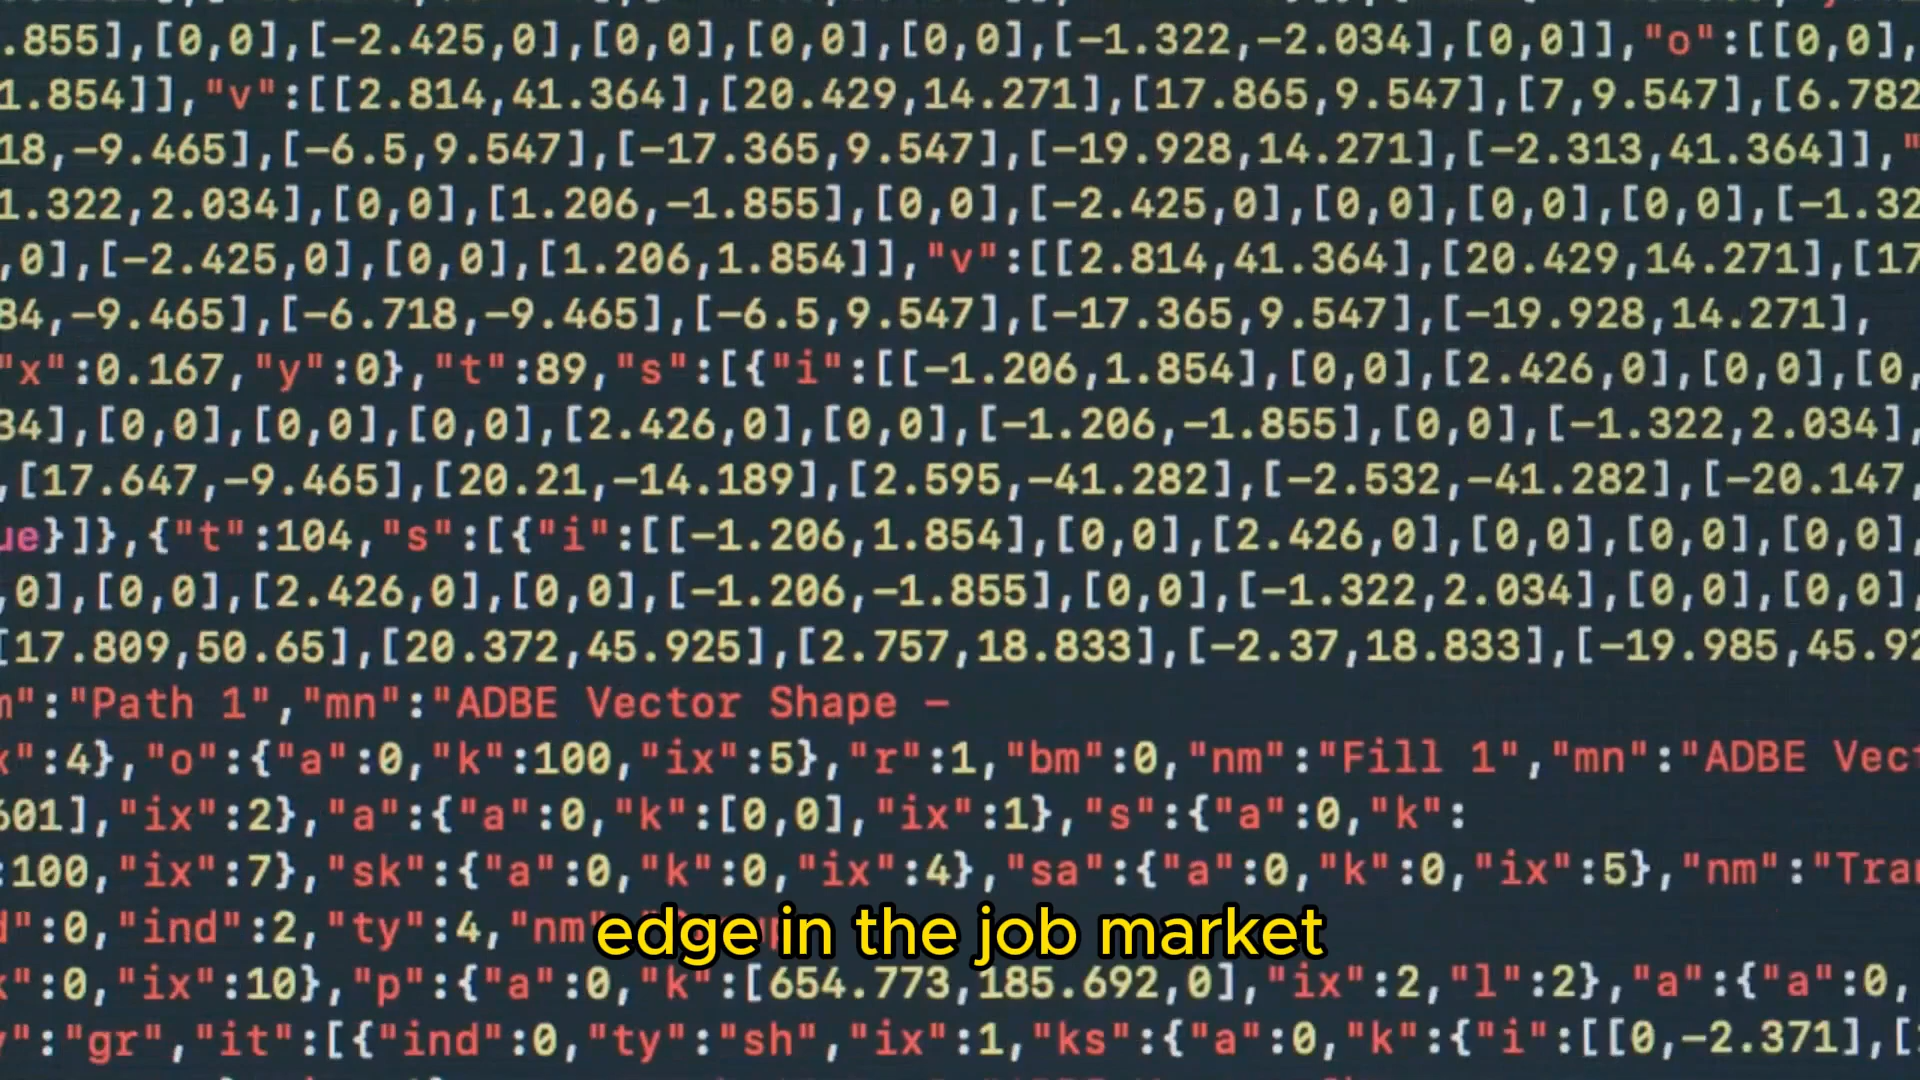 .855],[0,0],[-2.425,0],[0,0],[0,0],[0,0],[-1.322,-2.034],[0,0]],"o":[[0,0],
1.854]],"v":[[2.814,41.364],[20.429,14.271],[17.865,9.547],[7,9.547],[6.782
18,-9.465],[-6.5,9.547],[-17.365,9.547],[-19.928,14.271],[-2.313,41.364]],"
1.322,2.034],[0,0],[1.206,-1.855],[0,0],[-2.425,0],[0,0],[0,0],[0,0],[-1.32
,0],[-2.425,0],[0,0],[1.206,1.854]],"v":[[2.814,41.364],[20.429,14.271],[17
84,-9.465],[-6.718,-9.465],[-6.5,9.547],[-17.365,9.547],[-19.928,14.271],
"x":0.167,"y":0},"t":89,"s":[{"i":[[-1.206,1.854],[0,0],[2.426,0],[0,0],[0,
34],[0,0],[0,0],[0,0],[2.426,0],[0,0],[-1.206,-1.855],[0,0],[-1.322,2.034],
,[17.647,-9.465],[20.21,-14.189],[2.595,-41.282],[-2.532,-41.282],[-20.147,
ue}]},{"t":104,"s":[{"i":[[-1.206,1.854],[0,0],[2.426,0],[0,0],[0,0],[0,0],
,0],[0,0],[2.426,0],[0,0],[-1.206,-1.855],[0,0],[-1.322,2.034],[0,0],[0,0],
[17.809,50.65],[20.372,45.925],[2.757,18.833],[-2.37,18.833],[-19.985,45.92
":"Path 1","mn":"ADBE Vector Shape -
":4},"o":{"a":0,"k":100,"ix":5},"r":1,"bm":0,"nm":"Fill 1","mn":"ADBE Vect
601],"ix":2},"a":{"a":0,"k":[0,0],"ix":1},"s":{"a":0,"k":
:100,"ix":7},"sk":{"a":0,"k":0,"ix":4},"sa":{"a":0,"k":0,"ix":5},"nm":"Tra
":0,"ind":2,"ty":4,"nm
edge in the job market
":0,"ix":10},"p":{"a":0,"k":[654.773,185.692,0],"ix":2,"l":2},"a":{"a":0,
":"gr","it":[{"ind":0,"ty":"sh","ix":1,"ks":{"a":0,"k":{"i":[[0,-2.371],[